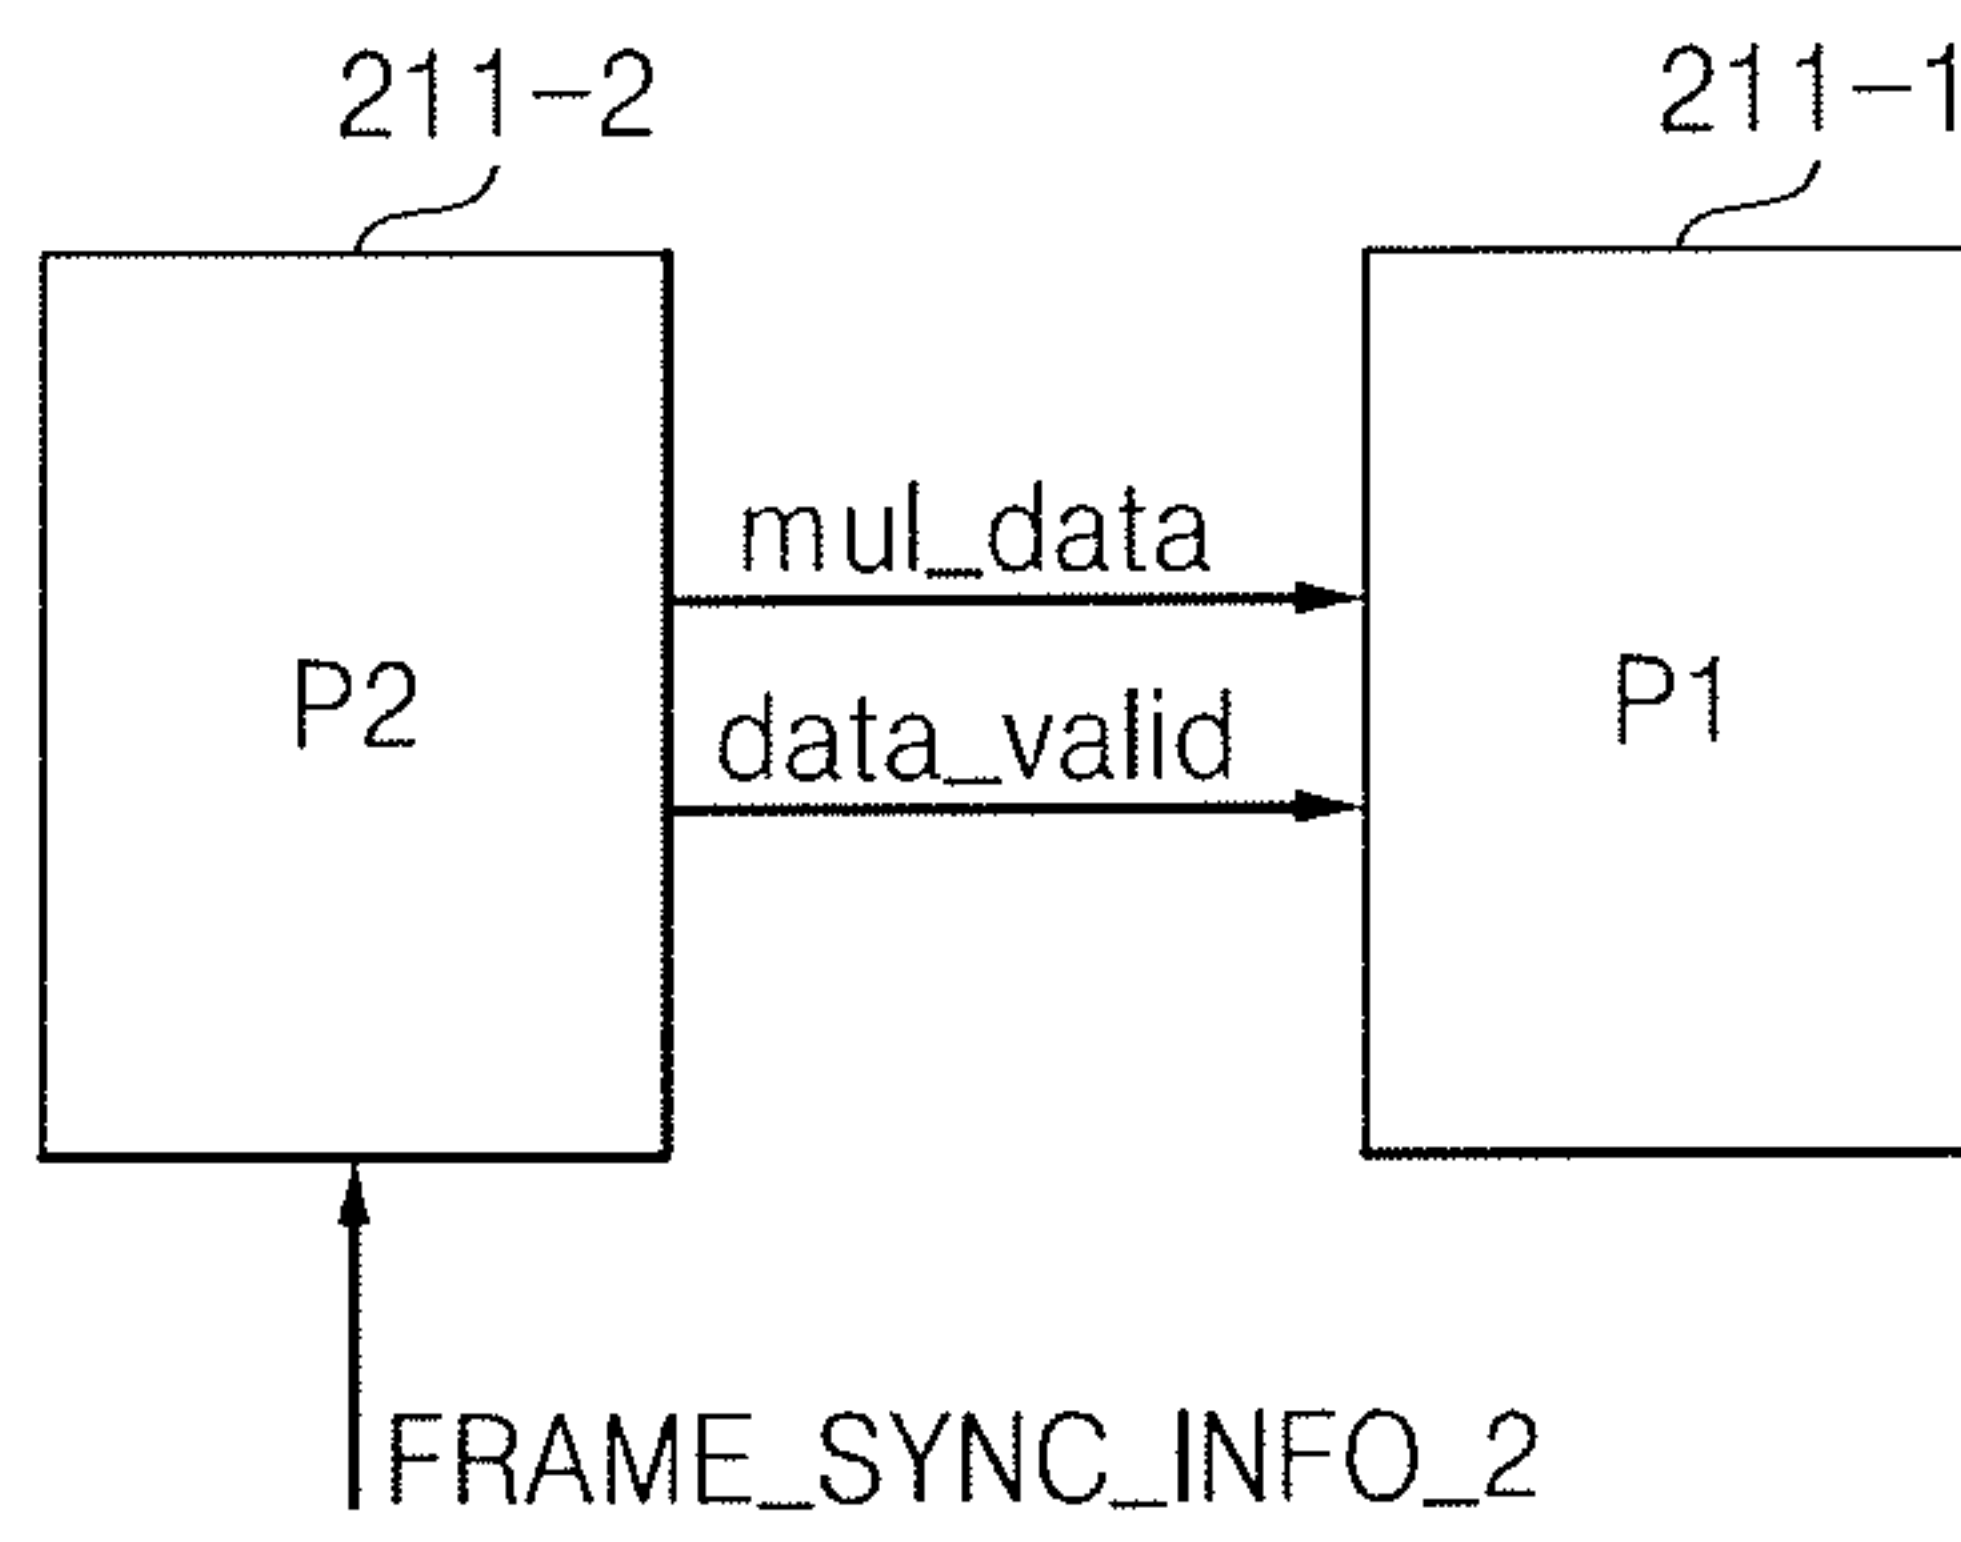 211-2
211-1
mul_data
P2
P1
data_valid
FRAME_SYNC_INFO_2